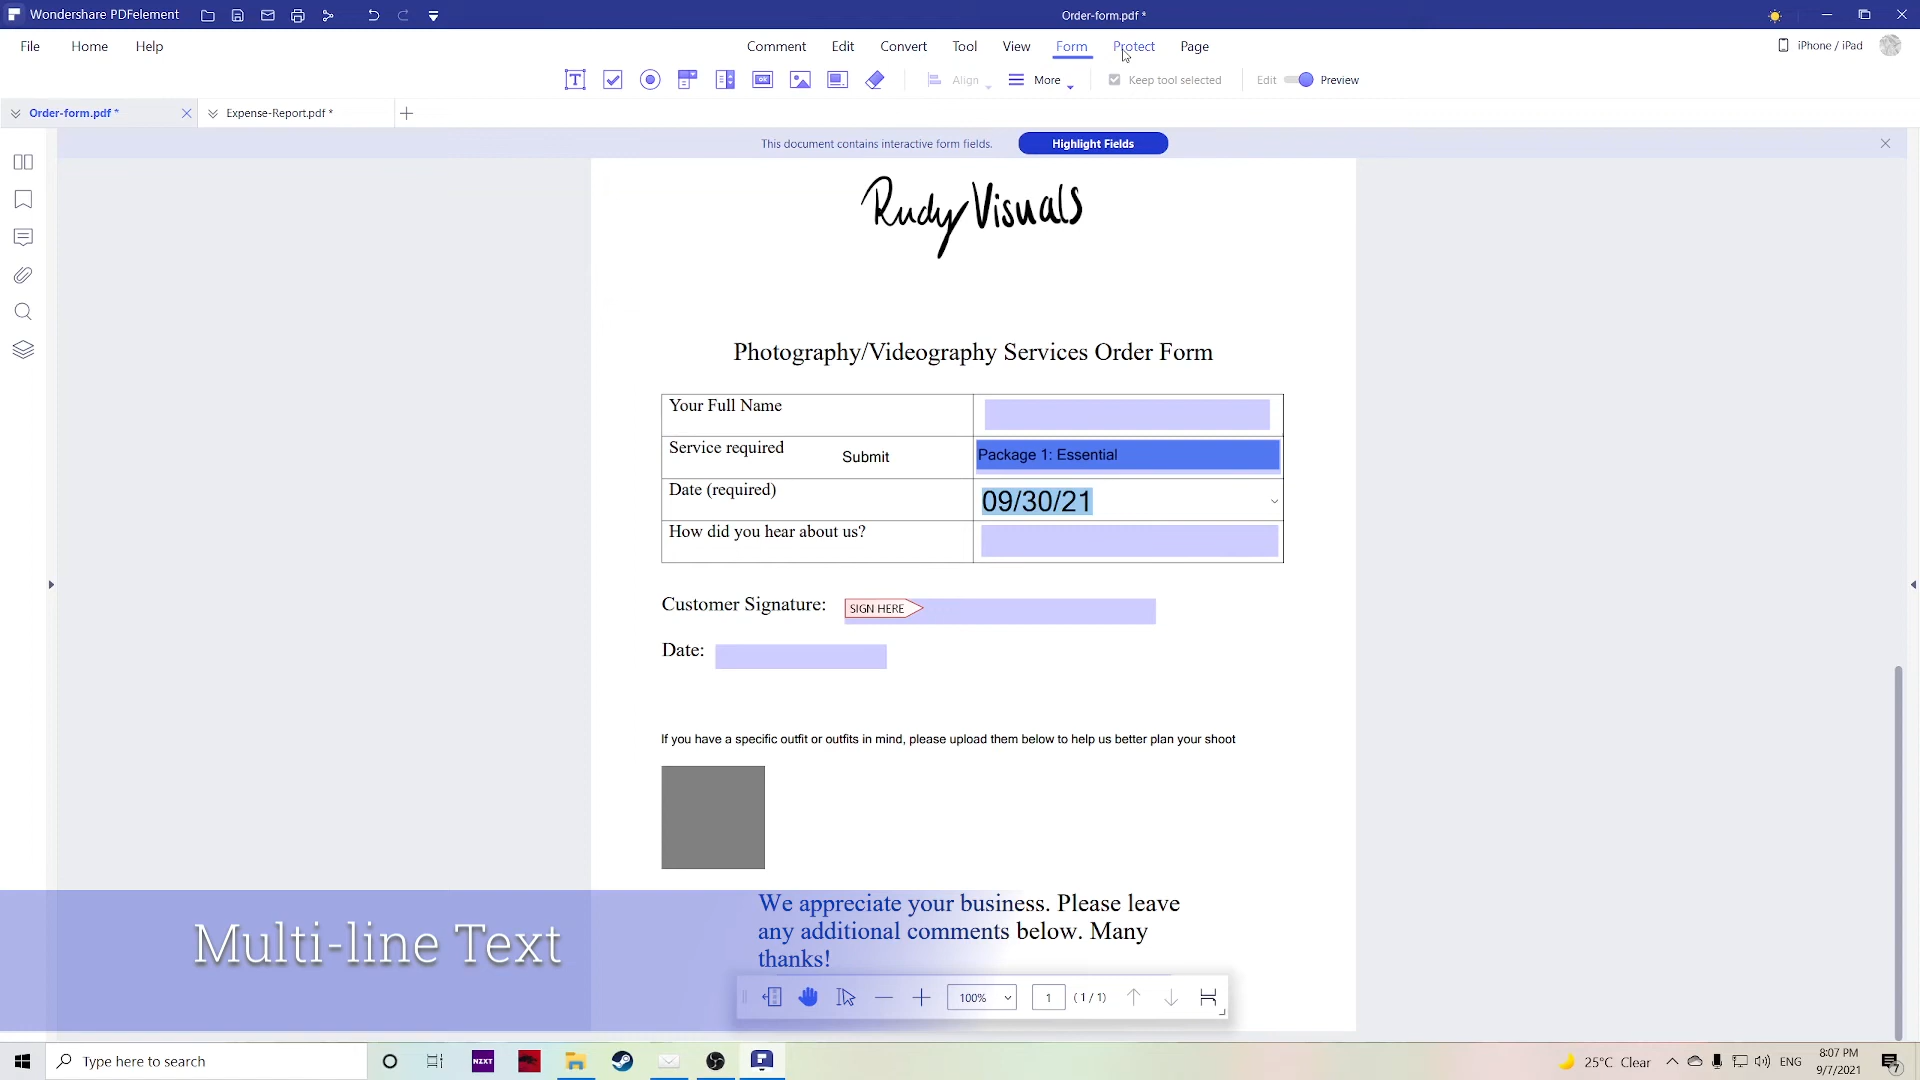 Wondershare PDFelement
Order-form.pdf *
File Home Help
Comment Edit Convert Tool View Form Protect Page
iPhone / iPad
Align More Keep tool selected Edit Preview
Order-form.pdf * Expense-Report.pdf *
This document contains interactive form fields. Highlight Fields
Rudy Visuals
Photography/Videography Services Order Form
Your Full Name
Service required Submit Package 1: Essential
Date (required) 09/30/21
How did you hear about us?
Customer Signature: SIGN HERE
Date:
If you have a specific outfit or outfits in mind, please upload them below to help us better plan your shoot
We appreciate your business. Please leave
any additional comments below. Many
thanks!
Multi-line Text
100% 1 (1/1)
Type here to search
NZXT
25°C Clear
ENG
8:07 PM
9/7/2021
7